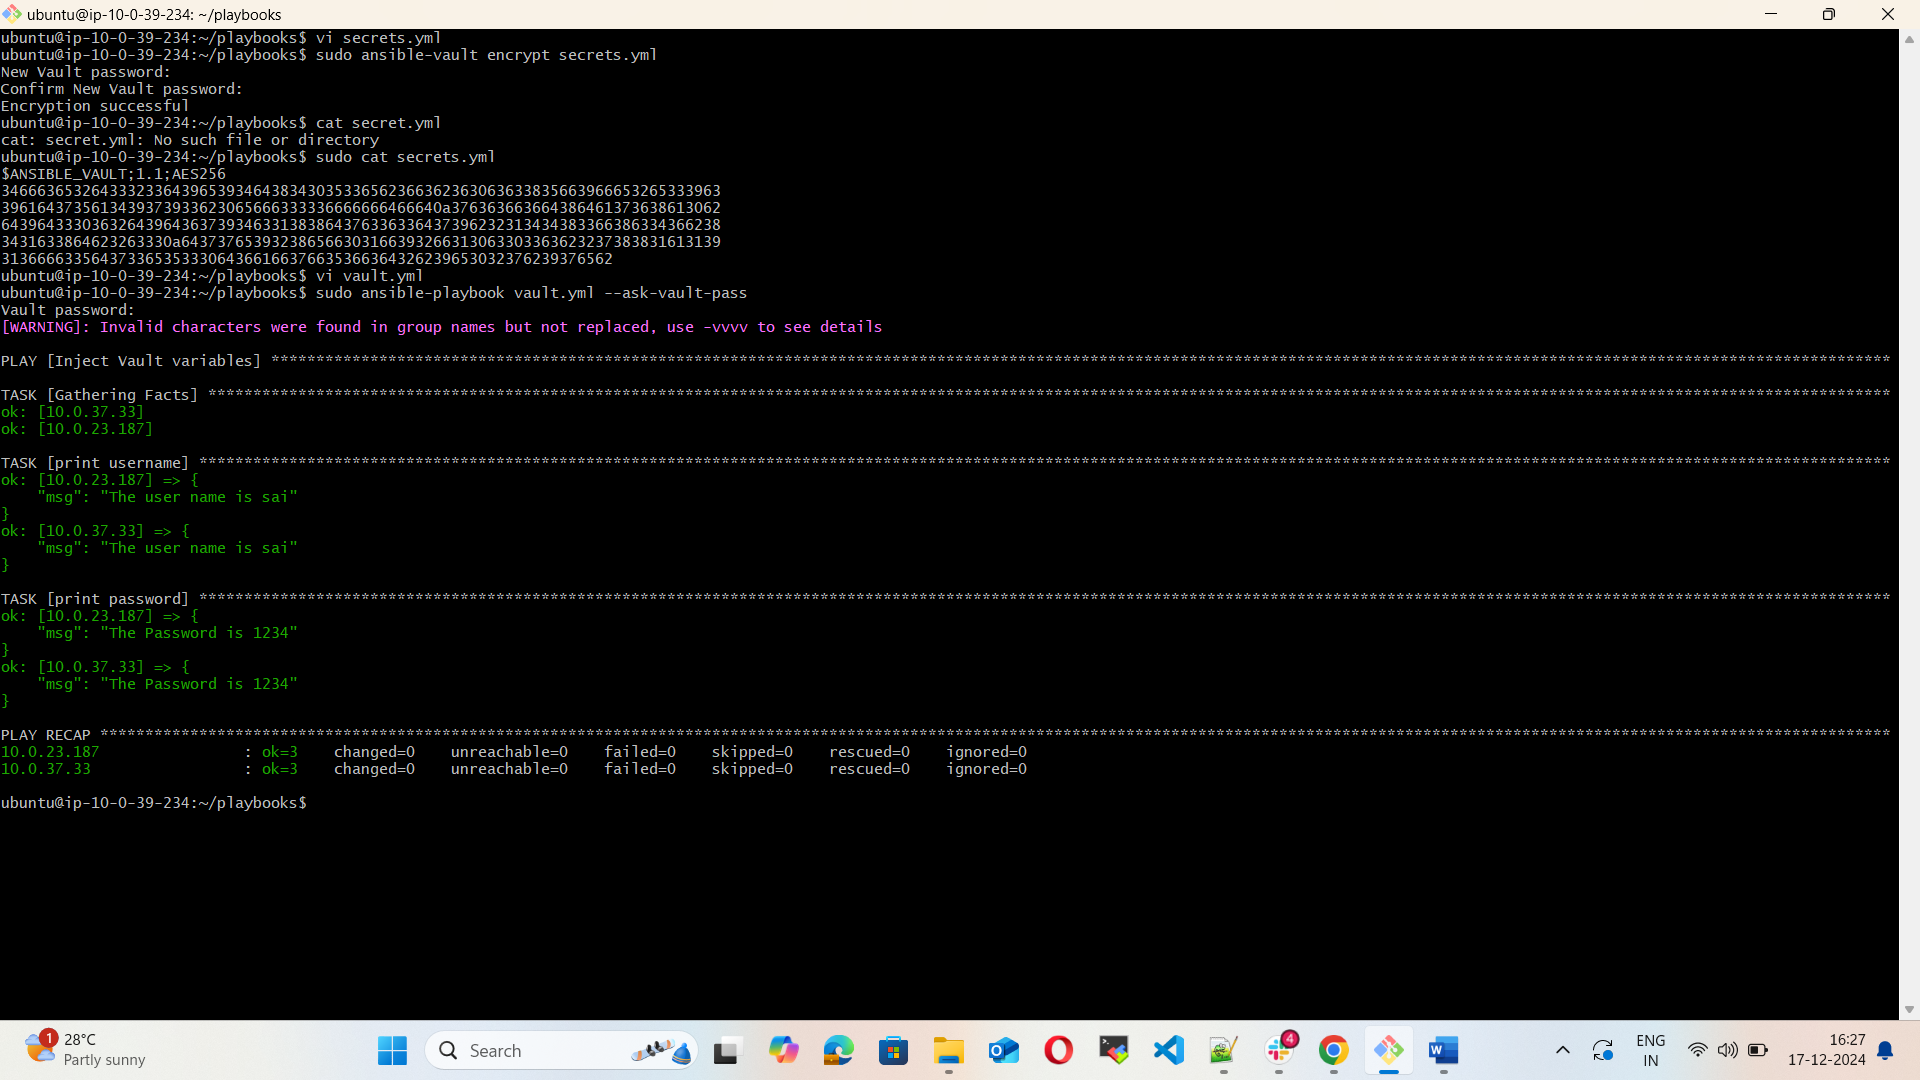 ubuntu@ip-10-0-39-234: ~/playbooks
ubuntu@ip-10-0-39-234:~/playbooks$ vi secrets.yml
ubuntu@ip-10-0-39-234:~/playbooks$ sudo ansible-vault encrypt secrets.yml
New Vault password:
Confirm New Vault password:
Encryption successful
ubuntu@ip-10-0-39-234:~/playbooks$ cat secret.yml
cat: secret.yml: No such file or directory
ubuntu@ip-10-0-39-234:~/playbooks$ sudo cat secrets.yml
$ANSIBLE_VAULT;1.1;AES256
ubuntu@ip-10-0-39-234:~/playbooks$ vi vault.yml
ubuntu@ip-10-0-39-234:~/playbooks$ sudo ansible-playbook vault.yml --ask-vault-pass
Vault password:
[WARNING]: Invalid characters were found in group names but not replaced, use -vvvv to see details
PLAY [Inject Vault variables]
TASK [Gathering Facts]
ok: [10.0.37.33]
ok: [10.0.23.187]
TASK [print username]
ok: [10.0.23.187] => {
"msg": "The user name is sai"
}
ok: [10.0.37.33] => {
"msg": "The user name is sai"
}
TASK [print password]
ok: [10.0.23.187] => {
"msg": "The Password is 1234"
}
ok: [10.0.37.33] => {
"msg": "The Password is 1234"
}
PLAY RECAP
10.0.23.187 : ok=3 changed=0 unreachable=0 failed=0 skipped=0 rescued=0 ignored=0
10.0.37.33 : ok=3 changed=0 unreachable=0 failed=0 skipped=0 rescued=0 ignored=0
ubuntu@ip-10-0-39-234:~/playbooks$
1
28°C
Partly sunny
Search
4
ENG
IN
16:27
17-12-2024